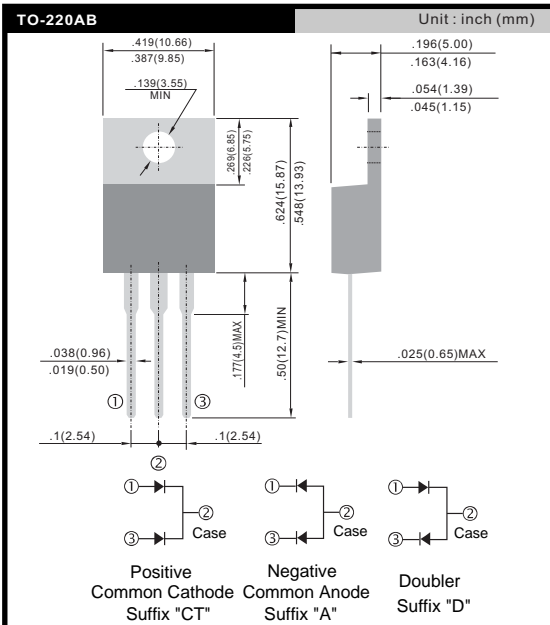 TO-220AB
Unit : inch (mm)
.419(10.66)
.387(9.85)
.139(3.55)
MIN
.269(6.85)
.226(5.75)
.624(15.87)
.548(13.93)
.196(5.00)
.163(4.16)
.054(1.39)
.045(1.15)
.038(0.96)
.019(0.50)
.177(4.5)MAX
.50(12.7)MIN
.025(0.65)MAX
① ③
.1(2.54) .1(2.54)
②
① ② ③ Case
① ② ③ Case
① ② ③ Case
Positive
Common Cathode
Suffix "CT"
Negative
Common Anode
Suffix "A"
Doubler
Suffix "D"